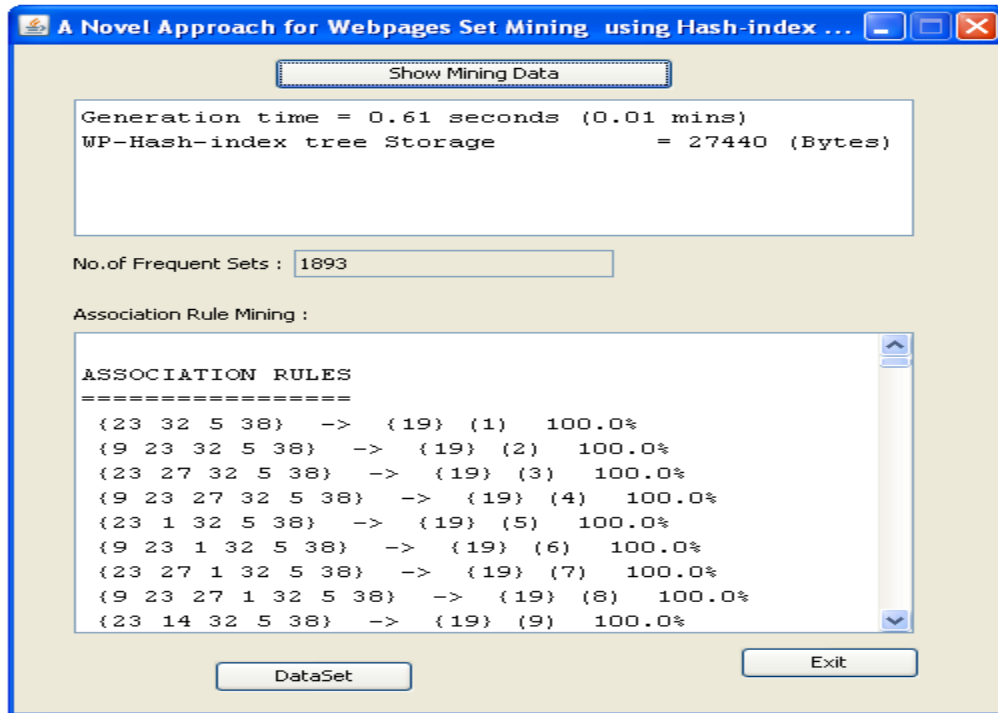 A Novel Approach for Webpages Set Mining using Hash-index ...
Show Mining Data
Generation time = 0.61 seconds (0.01 mins)
WP-Hash-index tree Storage = 27440 (Bytes)
No.of Frequent Sets : 1893
Association Rule Mining :
ASSOCIATION RULES
=================
{23 32 5 38} -> {19} (1) 100.0%
{9 23 32 5 38} -> {19} (2) 100.0%
{23 27 32 5 38} -> {19} (3) 100.0%
{9 23 27 32 5 38} -> {19} (4) 100.0%
{23 1 32 5 38} -> {19} (5) 100.0%
{9 23 1 32 5 38} -> {19} (6) 100.0%
{23 27 1 32 5 38} -> {19} (7) 100.0%
{9 23 27 1 32 5 38} -> {19} (8) 100.0%
{23 14 32 5 38} -> {19} (9) 100.0%
DataSet
Exit